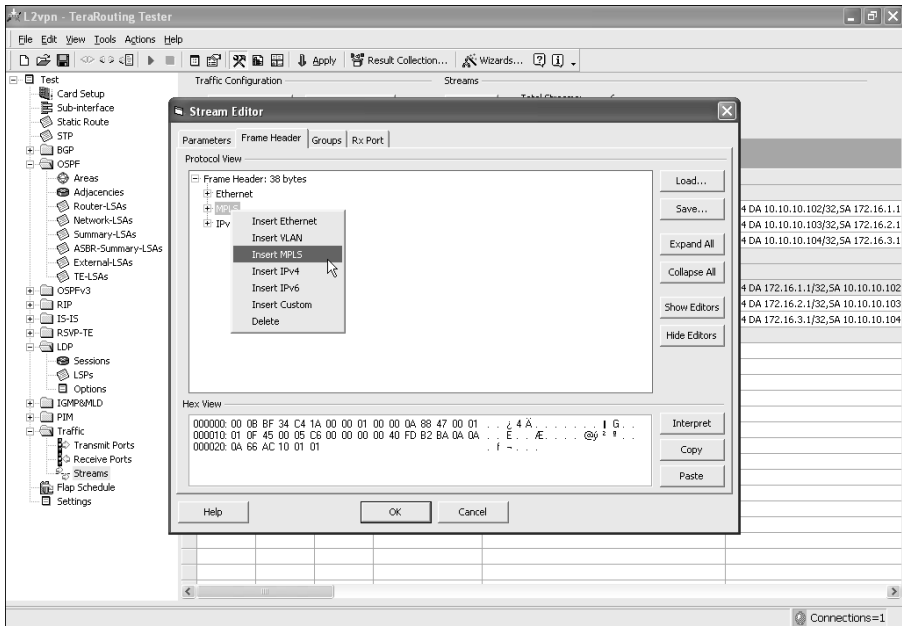 L2vpn - TeraRouting Tester
File Edit View Tools Actions Help
Apply Result Collection... Wizards...
Test
Card Setup
Sub-interface
Static Route
STP
BGP
OSPF
Areas
Adjacencies
Router-LSAs
Network-LSAs
Summary-LSAs
ASBR-Summary-LSAs
External-LSAs
TE-LSAs
OSPFv3
RIP
IS-IS
RSVP-TE
LDP
Sessions
LSPs
Options
IGMP&MLD
PIM
Traffic
Transmit Ports
Receive Ports
Streams
Flap Schedule
Settings
Traffic Configuration
Streams
Stream Editor
Parameters Frame Header Groups Rx Port
Protocol View
Frame Header: 38 bytes
Ethernet
MPLS
IPv
Insert Ethernet
Insert VLAN
Insert MPLS
Insert IPv4
Insert IPv6
Insert Custom
Delete
Load...
Save...
Expand All
Collapse All
Show Editors
Hide Editors
Hex View
000000: 00 0B BF 34 C4 1A 00 00 01 00 00 0A 88 47 00 01 . . ¿ 4 Ä . . . . . . . . I G . .
000010: 01 0F 45 00 05 C6 00 00 00 00 40 FD B2 BA 0A 0A . . E . . Æ . . . . @ý ² º . .
000020: 0A 66 AC 10 01 01 . f ¬ . . .
Interpret
Copy
Paste
Help OK Cancel
4 DA 10.10.10.102/32,SA 172.16.1.1
4 DA 10.10.10.103/32,SA 172.16.2.1
4 DA 10.10.10.104/32,SA 172.16.3.1
4 DA 172.16.1.1/32,SA 10.10.10.102
4 DA 172.16.2.1/32,SA 10.10.10.103
4 DA 172.16.3.1/32,SA 10.10.10.104
Connections=1